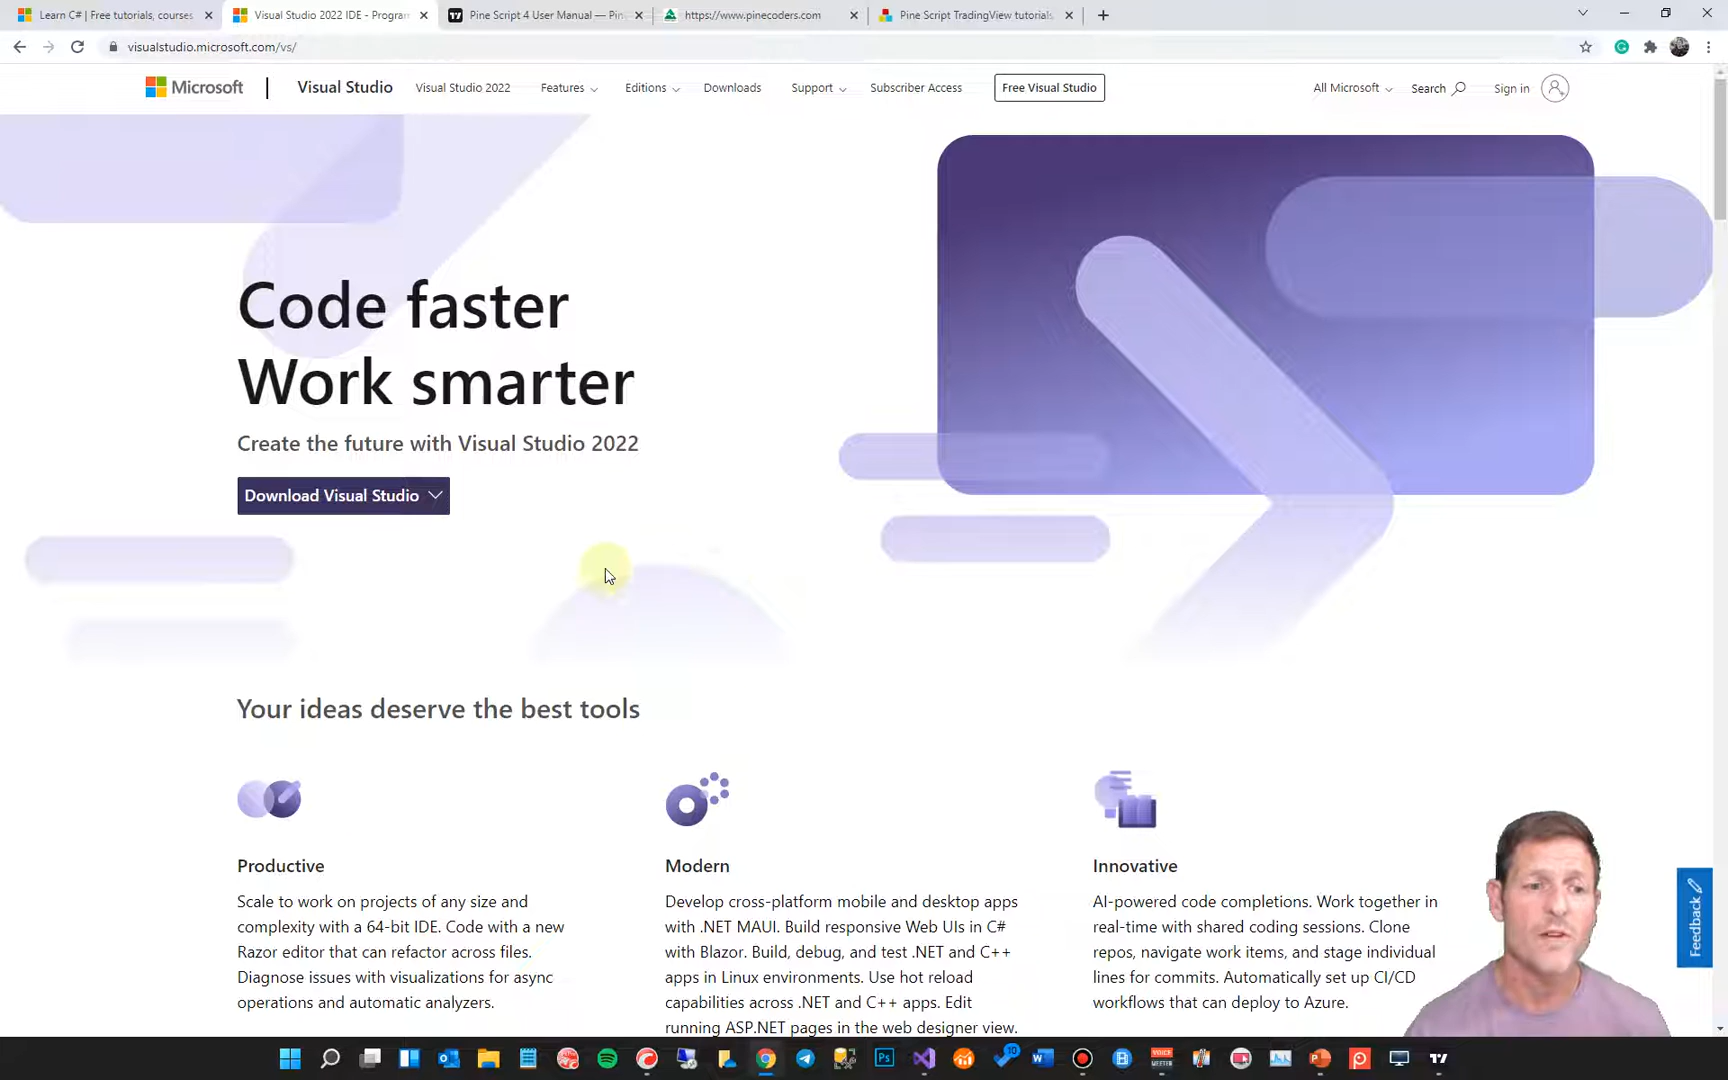 Learn C# | Free tutorials, courses
Visual Studio 2022 IDE - Program
Pine Script 4 User Manual — Pin
https://www.pinecoders.com
Pine Script TradingView tutorials
visualstudio.microsoft.com/vs/
Microsoft
Visual Studio
Visual Studio 2022
Features
Editions
Downloads
Support
Subscriber Access
Free Visual Studio
All Microsoft
Search
Sign in
Code faster
Work smarter
Create the future with Visual Studio 2022
Download Visual Studio
Your ideas deserve the best tools
Productive
Scale to work on projects of any size and
complexity with a 64-bit IDE. Code with a new
Razor editor that can refactor across files.
Diagnose issues with visualizations for async
operations and automatic analyzers.
Modern
Develop cross-platform mobile and desktop apps
with .NET MAUI. Build responsive Web UIs in C#
with Blazor. Build, debug, and test .NET and C++
apps in Linux environments. Use hot reload
capabilities across .NET and C++ apps. Edit
running ASP.NET pages in the web designer view.
Innovative
AI-powered code completions. Work together in
real-time with shared coding sessions. Clone
repos, navigate work items, and stage individual
lines for commits. Automatically set up CI/CD
workflows that can deploy to Azure.
Feedback